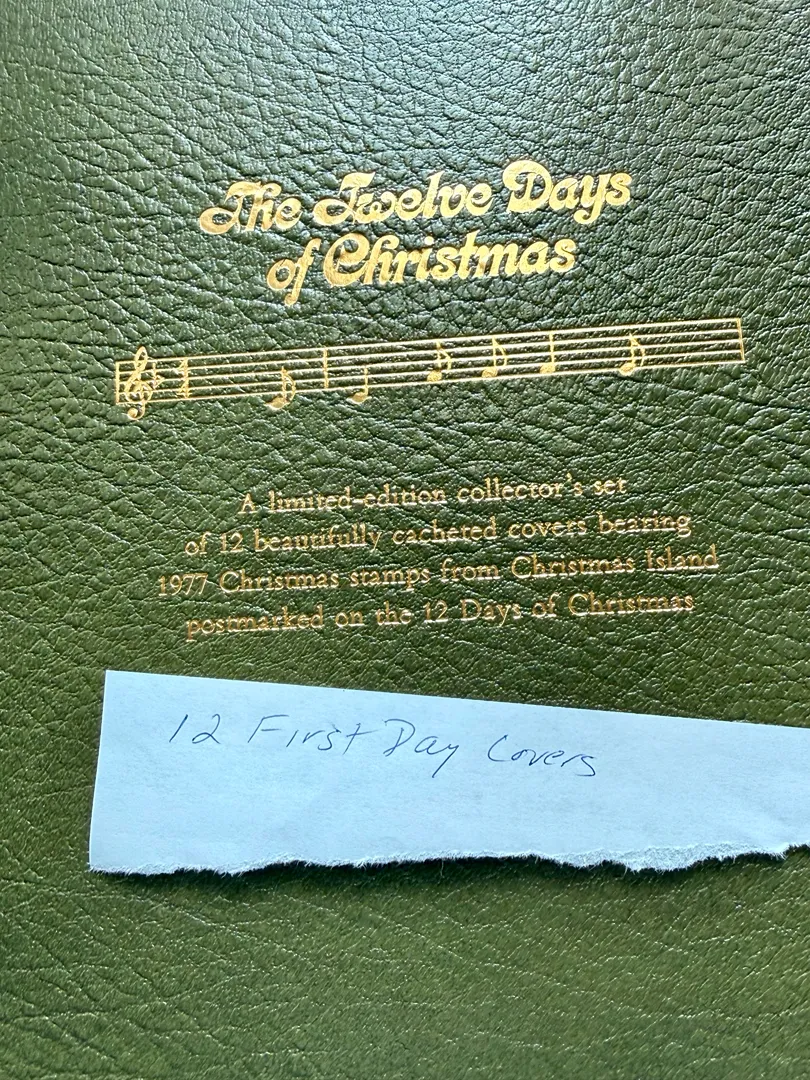 The Twelve Days
of Christmas
A limited-edition collector's set
of 12 beautifully cacheted covers bearing
1977 Christmas stamps from Christmas Island
postmarked on the 12 Days of Christmas
12 First Day Covers